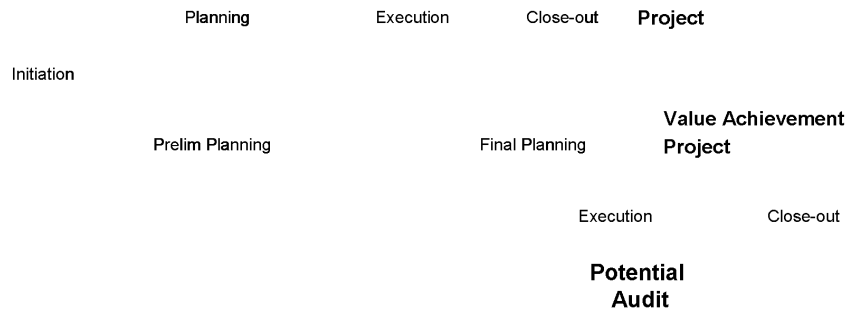 Planning Execution Close-out Project
Initiation
Value Achievement
Prelim Planning Final Planning Project
Execution Close-out
Potential
Audit